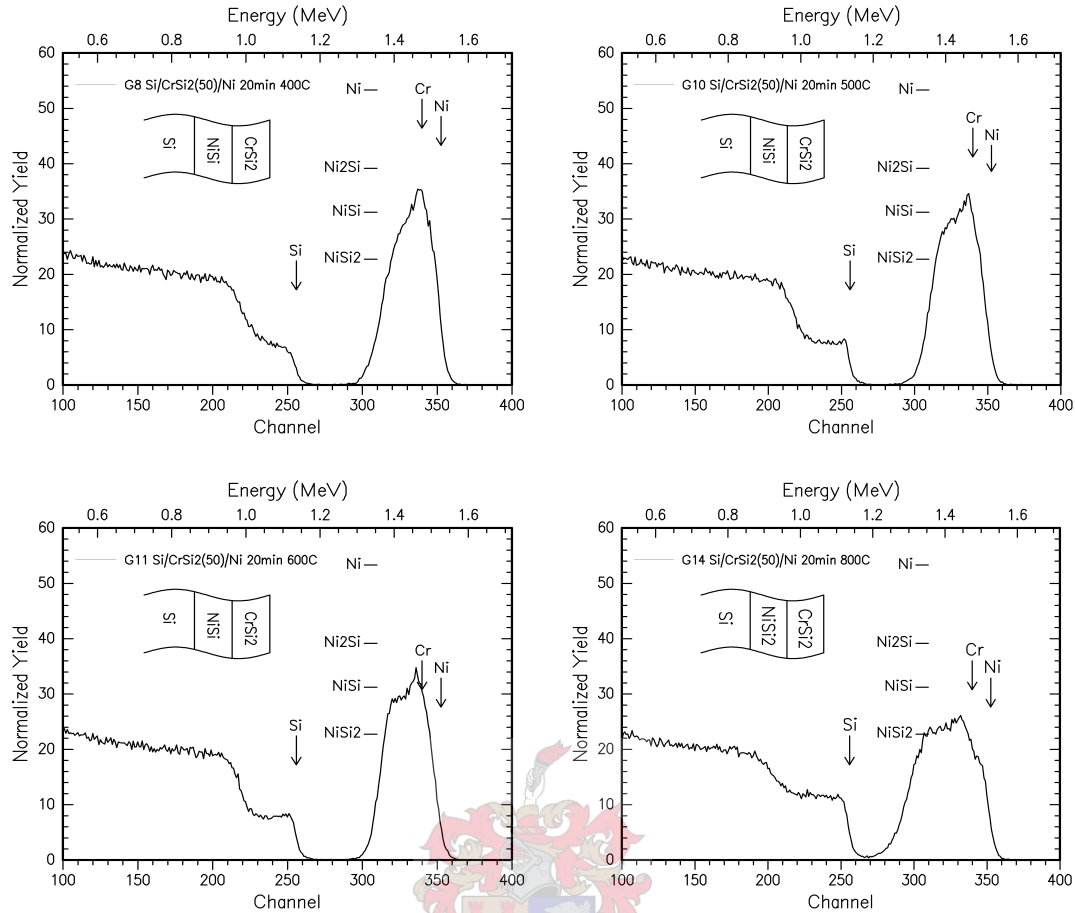 Energy (MeV)
0.6 0.8 1.0 1.2 1.4 1.6
60
50
40
30
20
10
0
Normalized Yield
G8 Si/CrSi2(50)/Ni 20min 400C
Si
NiSi
CrSi2
Ni
Ni2Si
NiSi
NiSi2
Cr
Ni
Si
100 150 200 250 300 350 400
Channel
Energy (MeV)
0.6 0.8 1.0 1.2 1.4 1.6
60
50
40
30
20
10
0
Normalized Yield
G10 Si/CrSi2(50)/Ni 20min 500C
Si
NiSi
CrSi2
Ni
Ni2Si
NiSi
NiSi2
Cr
Ni
Si
100 150 200 250 300 350 400
Channel
Energy (MeV)
0.6 0.8 1.0 1.2 1.4 1.6
60
50
40
30
20
10
0
Normalized Yield
G11 Si/CrSi2(50)/Ni 20min 600C
Si
NiSi
CrSi2
Ni
Ni2Si
NiSi
NiSi2
Cr
Ni
Si
100 150 200 250 300 350 400
Channel
Energy (MeV)
0.6 0.8 1.0 1.2 1.4 1.6
60
50
40
30
20
10
0
Normalized Yield
G14 Si/CrSi2(50)/Ni 20min 800C
Si
NiSi2
CrSi2
Ni
Ni2Si
NiSi
NiSi2
Cr
Ni
Si
100 150 200 250 300 350 400
Channel